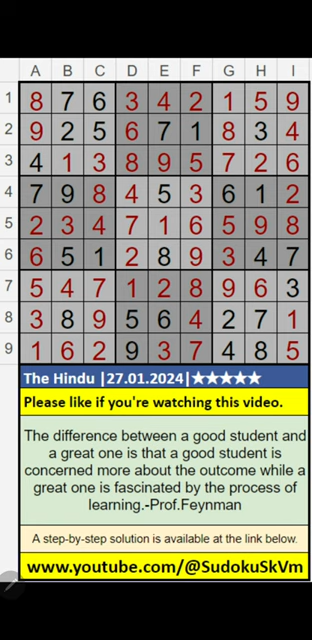 A B C D E F G H I
1 8 7 6 3 4 2 1 5 9
2 9 2 5 6 7 1 8 3 4
3 4 1 3 8 9 5 7 2 6
4 7 9 8 4 5 3 6 1 2
5 2 3 4 7 1 6 5 9 8
6 6 5 1 2 8 9 3 4 7
7 5 4 7 1 2 8 9 6 3
8 3 8 9 5 6 4 2 7 1
9 1 6 2 9 3 7 4 8 5
The Hindu |27.01.2024|★★★★★
Please like if you're watching this video.
The difference between a good student and
a great one is that a good student is
concerned more about the outcome while a
great one is fascinated by the process of
learning.-Prof.Feynman
A step-by-step solution is available at the link below.
www.youtube.com/@SudokuSkVm